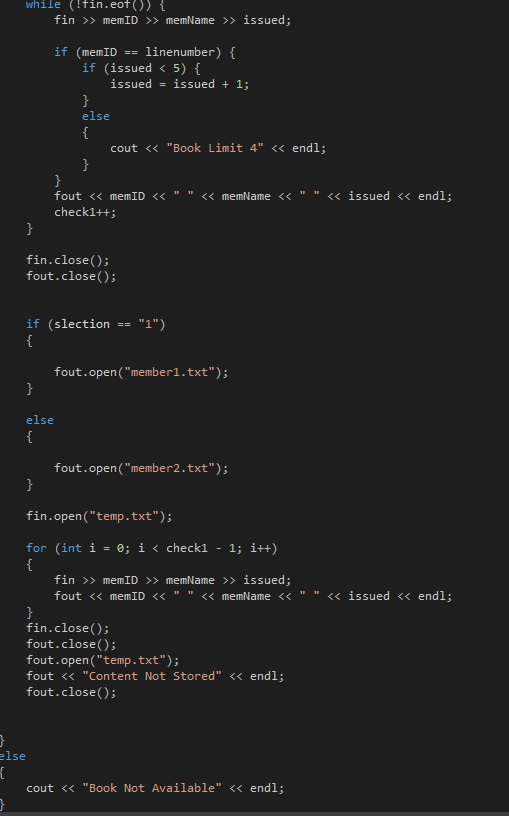 while (!fin.eof()) {
fin >> memID >> memName >> issued;
if (memID == linenumber) {
if (issued < 5) {
issued = issued + 1;
}
else
{
cout << "Book Limit 4" << endl;
}
}
fout << memID << " " << memName << " " << issued << endl;
check1++;
}
fin.close();
fout.close();
if (slection == "1")
{
fout.open("member1.txt");
}
else
{
fout.open("member2.txt");
}
fin.open("temp.txt");
for (int i = 0; i < check1 - 1; i++)
{
fin >> memID >> memName >> issued;
fout << memID << " " << memName << " " << issued << endl;
}
fin.close();
fout.close();
fout.open("temp.txt");
fout << "Content Not Stored" << endl;
fout.close();
}
else
{
cout << "Book Not Available" << endl;
}